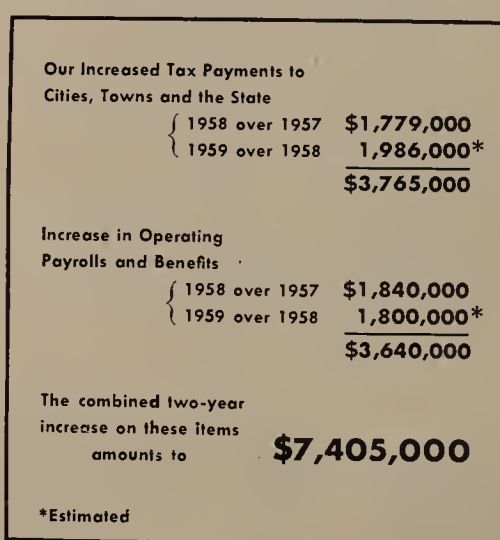 Our Increased Tax Payments to
Cities, Towns and the State
1958 over 1957 $1,779,000
1959 over 1958 1,986,000*
$3,765,000
Increase in Operating
Payrolls and Benefits
1958 over 1957 $1,840,000
1959 over 1958 1,800,000*
$3,640,000
The combined two-year
increase on these items
amounts to $7,405,000
*Estimated